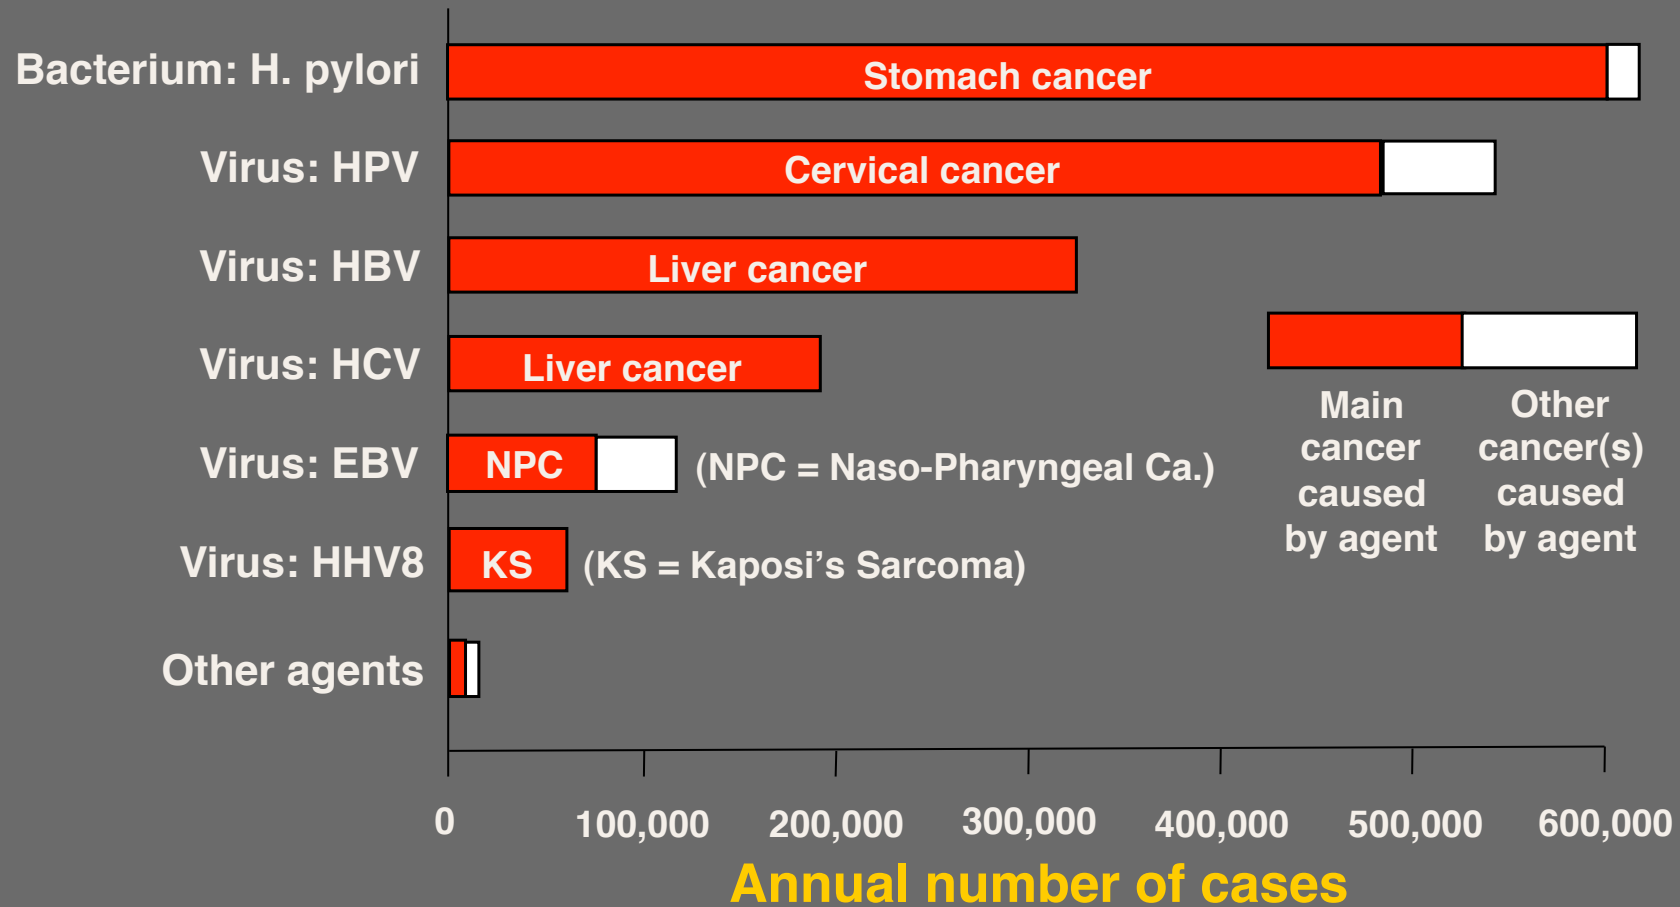 Bacterium: H. pylori
Stomach cancer
Virus: HPV
Cervical cancer
Virus: HBV
Liver cancer
Virus: HCV
Liver cancer
Virus: EBV
NPC
(NPC = Naso-Pharyngeal Ca.)
Virus: HHV8
KS
(KS = Kaposi’s Sarcoma)
Other agents
Main
cancer
caused
by agent
Other
cancer(s)
caused
by agent
0 100,000 200,000 300,000 400,000 500,000 600,000
Annual number of cases